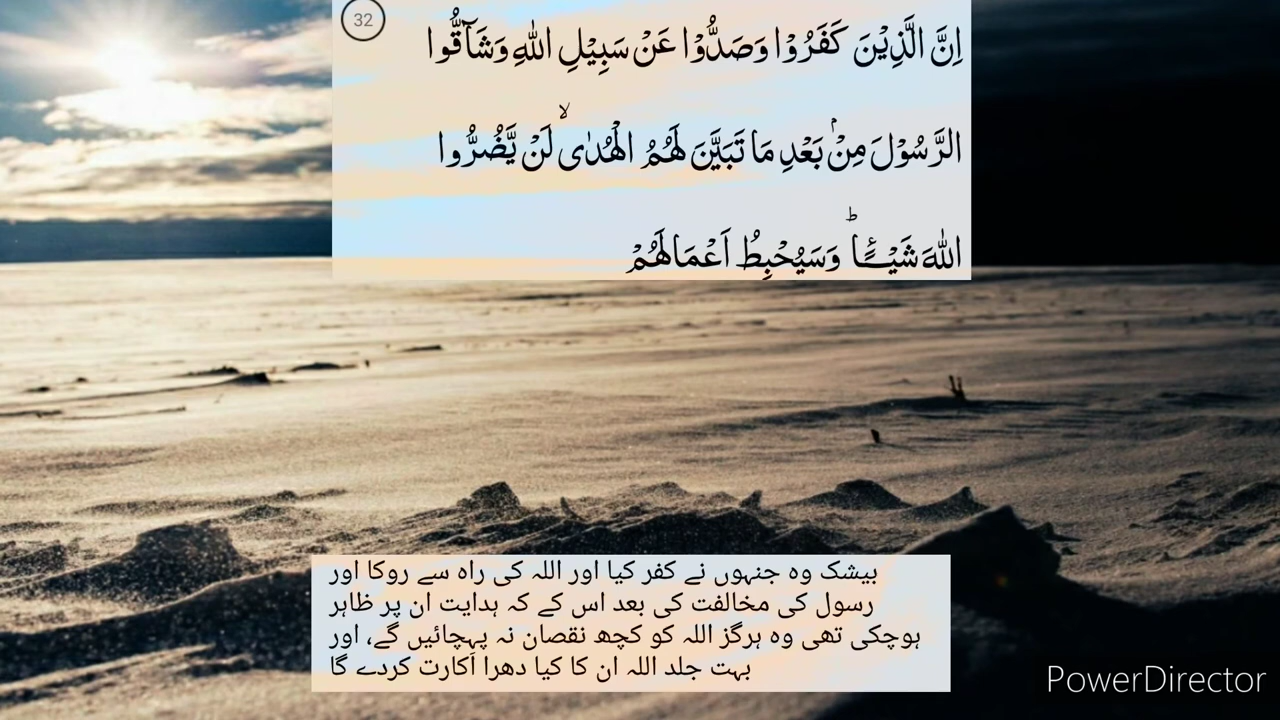 32
اِنَّ الَّذِيْنَ كَفَرُوْا وَصَدُّوْا عَنْ سَبِيْلِ اللّٰهِ وَشَآقُّوا
الرَّسُوْلَ مِنْۢ بَعْدِ مَا تَبَيَّنَ لَهُمُ الْهُدٰى ۙ لَنْ يَّضُرُّوا
اللّٰهَ شَيْـًٔا ؕ وَسَيُحْبِطُ اَعْمَالَهُمْ
بیشک وہ جنہوں نے کفر کیا اور اللہ کی راہ سے روکا اور
رسول کی مخالفت کی بعد اس کے کہ ہدایت ان پر ظاہر
ہوچکی تھی وہ ہرگز اللہ کو کچھ نقصان نہ پہچائیں گے، اور
بہت جلد اللہ ان کا کیا دھرا اَکارت کردے گا
PowerDirector